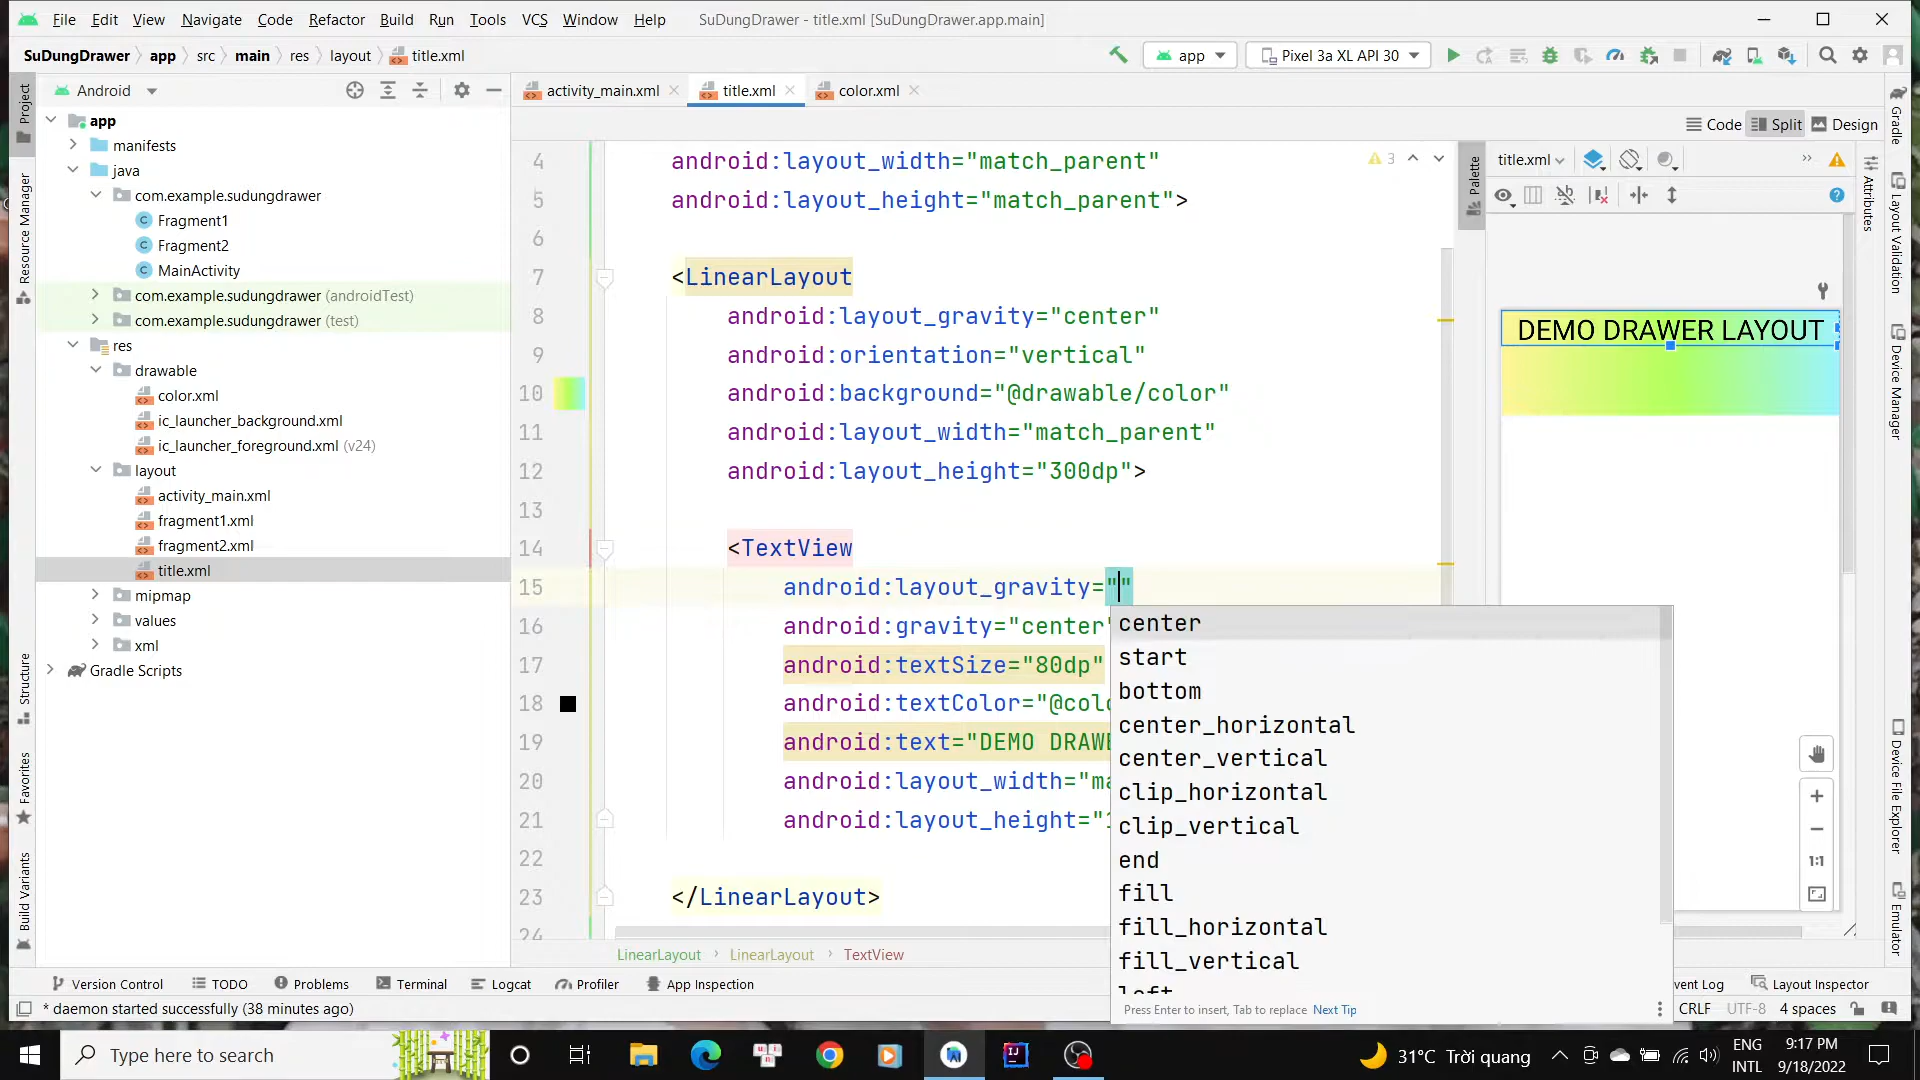 File Edit View Navigate Code Refactor Build Run Tools VCS Window Help SuDungDrawer - title.xml [SuDungDrawer.app.main]
SuDungDrawer app src main res layout title.xml app Pixel 3a XL API 30
Android activity_main.xml title.xml color.xml
Code Split Design
Project
Resource Manager
Structure
Favorites
Build Variants
app
manifests
java
com.example.sudungdrawer
Fragment1
Fragment2
MainActivity
com.example.sudungdrawer (androidTest)
com.example.sudungdrawer (test)
res
drawable
color.xml
ic_launcher_background.xml
ic_launcher_foreground.xml (v24)
layout
activity_main.xml
fragment1.xml
fragment2.xml
title.xml
mipmap
values
xml
Gradle Scripts
4 android:layout_width="match_parent"
5 android:layout_height="match_parent">
6
7 <LinearLayout
8 android:layout_gravity="center"
9 android:orientation="vertical"
10 android:background="@drawable/color"
11 android:layout_width="match_parent"
12 android:layout_height="300dp">
13
14 <TextView
15 android:layout_gravity=""
16 android:gravity="center"
17 android:textSize="80dp"
18 android:textColor="@colo
19 android:text="DEMO DRAWE
20 android:layout_width="ma
21 android:layout_height="1
22
23 </LinearLayout>
24
3
center
start
bottom
center_horizontal
center_vertical
clip_horizontal
clip_vertical
end
fill
fill_horizontal
fill_vertical
left
Press Enter to insert, Tab to replace Next Tip
LinearLayout LinearLayout TextView
Palette
title.xml
DEMO DRAWER LAYOUT
1:1
Attributes
Gradle
Layout Validation
Device Manager
Device File Explorer
Emulator
Version Control TODO Problems Terminal Logcat Profiler App Inspection vent Log Layout Inspector
* daemon started successfully (38 minutes ago) CRLF UTF-8 4 spaces
Type here to search 31°C Trời quang ENG INTL 9:17 PM 9/18/2022